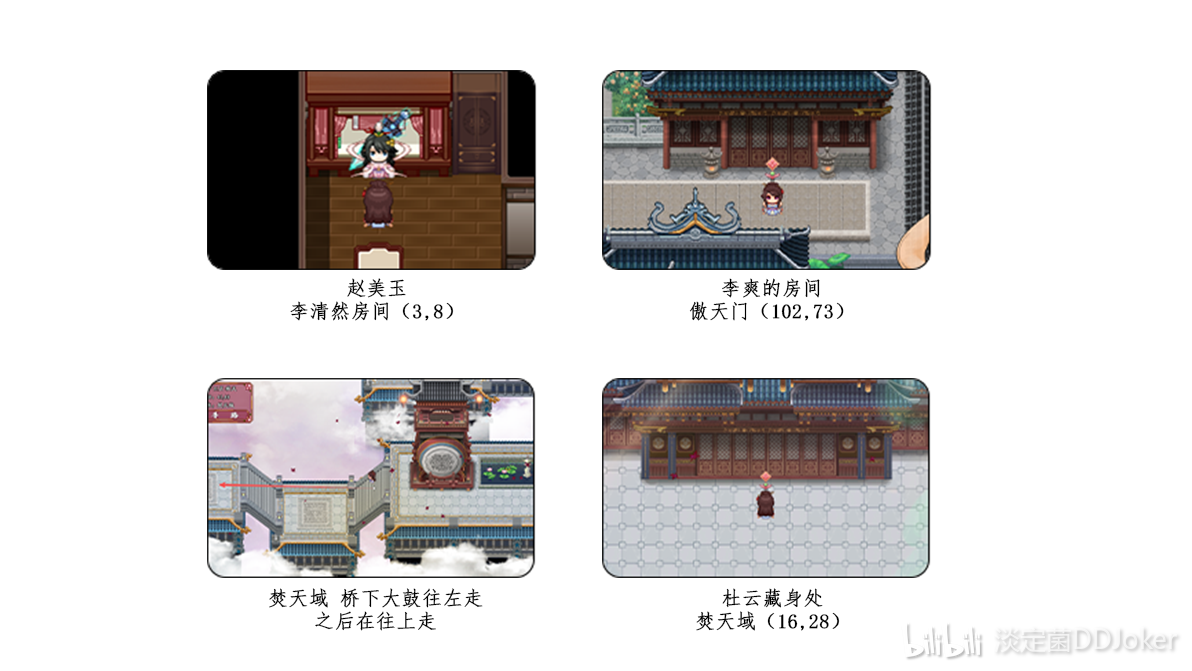 赵美玉
李清然房间（3,8）
李爽的房间
傲天门（102,73）
焚天域 桥下大鼓往左走
之后在往上走
杜云藏身处
焚天域（16,28）
bilibili 淡定菌DDJoker